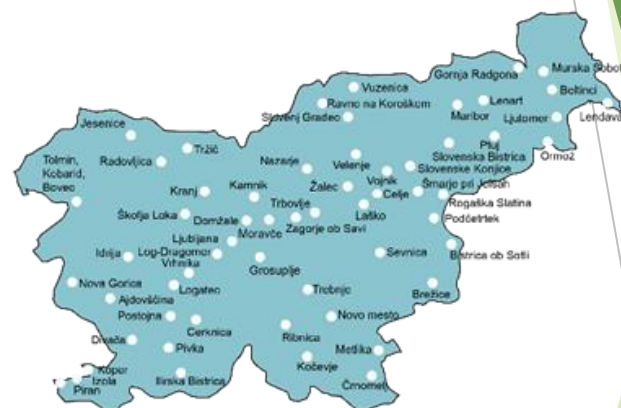 Murska Sobot
Gornja Radgona
Beltinci
Vuzenica
Ravno na Koroškem
Lenart
Lendava
Slovenj Gradec
Maribor
Ljutomer
Jesenice
Ptuj
Ormož
Tržič
Slovenska Bistrica
Tolmin,
Kobarid,
Bovec
Radovljica
Nazarje
Velenje
Slovenske Konjice
Vojnik
Kranj
Kamnik
Žalec
Šmarje pri Jelšah
Celje
Rogaška Slatina
Trbovlje
Škofja Loka
Domžale
Laško
Podčetrtek
Moravče
Zagorje ob Savi
Ljubljana
Idrija
Log-Dragomer
Sevnica
Bistrica ob Sotli
Vrhnika
Grosuplje
Nova Gorica
Logatec
Trebnje
Brežice
Ajdovščina
Postojna
Novo mesto
Cerknica
Divača
Ribnica
Pivka
Metlika
Kočevje
Koper
Izola
Ilirska Bistrica
Črnomelj
Piran